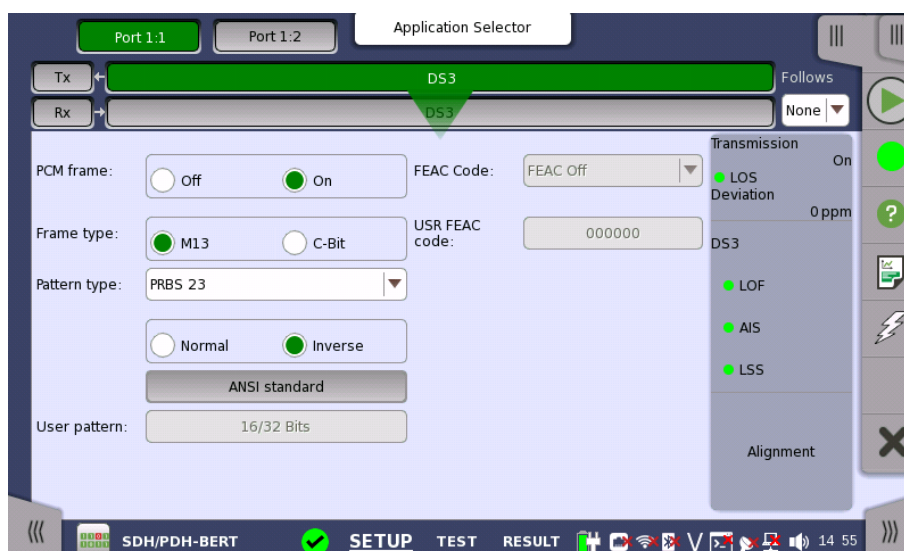 Port 1:1
Port 1:2
Application Selector
Tx
DS3
Follows
Rx
DS3
None
PCM frame:
Off
On
FEAC Code:
FEAC Off
Frame type:
M13
C-Bit
USR FEAC
code:
000000
Pattern type:
PRBS 23
Normal
Inverse
ANSI standard
User pattern:
16/32 Bits
Transmission
On
LOS
Deviation
0 ppm
DS3
LOF
AIS
LSS
Alignment
SDH/PDH-BERT
SETUP
TEST
RESULT
V
14 55